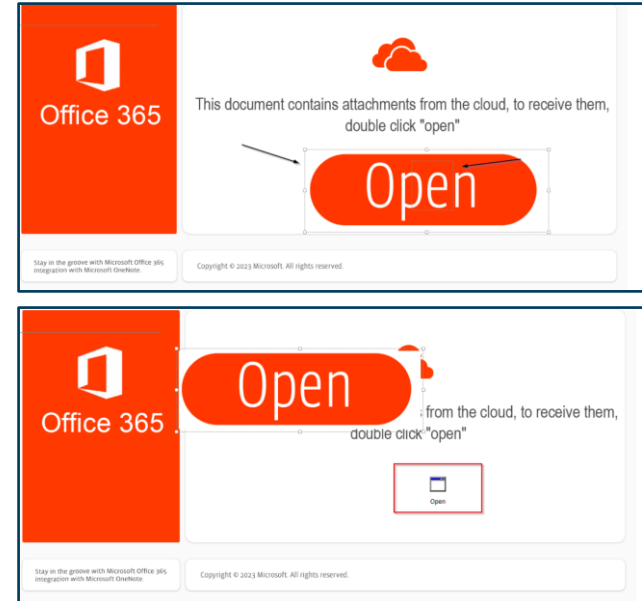 Office 365
This document contains attachments from the cloud, to receive them,
double click "open"
Open
Stay in the groove with Microsoft Office 365
integration with Microsoft OneNote.
Copyright © 2023 Microsoft. All rights reserved.
Open
Office 365
from the cloud, to receive them,
double click "open"
Open
Stay in the groove with Microsoft Office 365
integration with Microsoft OneNote.
Copyright © 2023 Microsoft. All rights reserved.